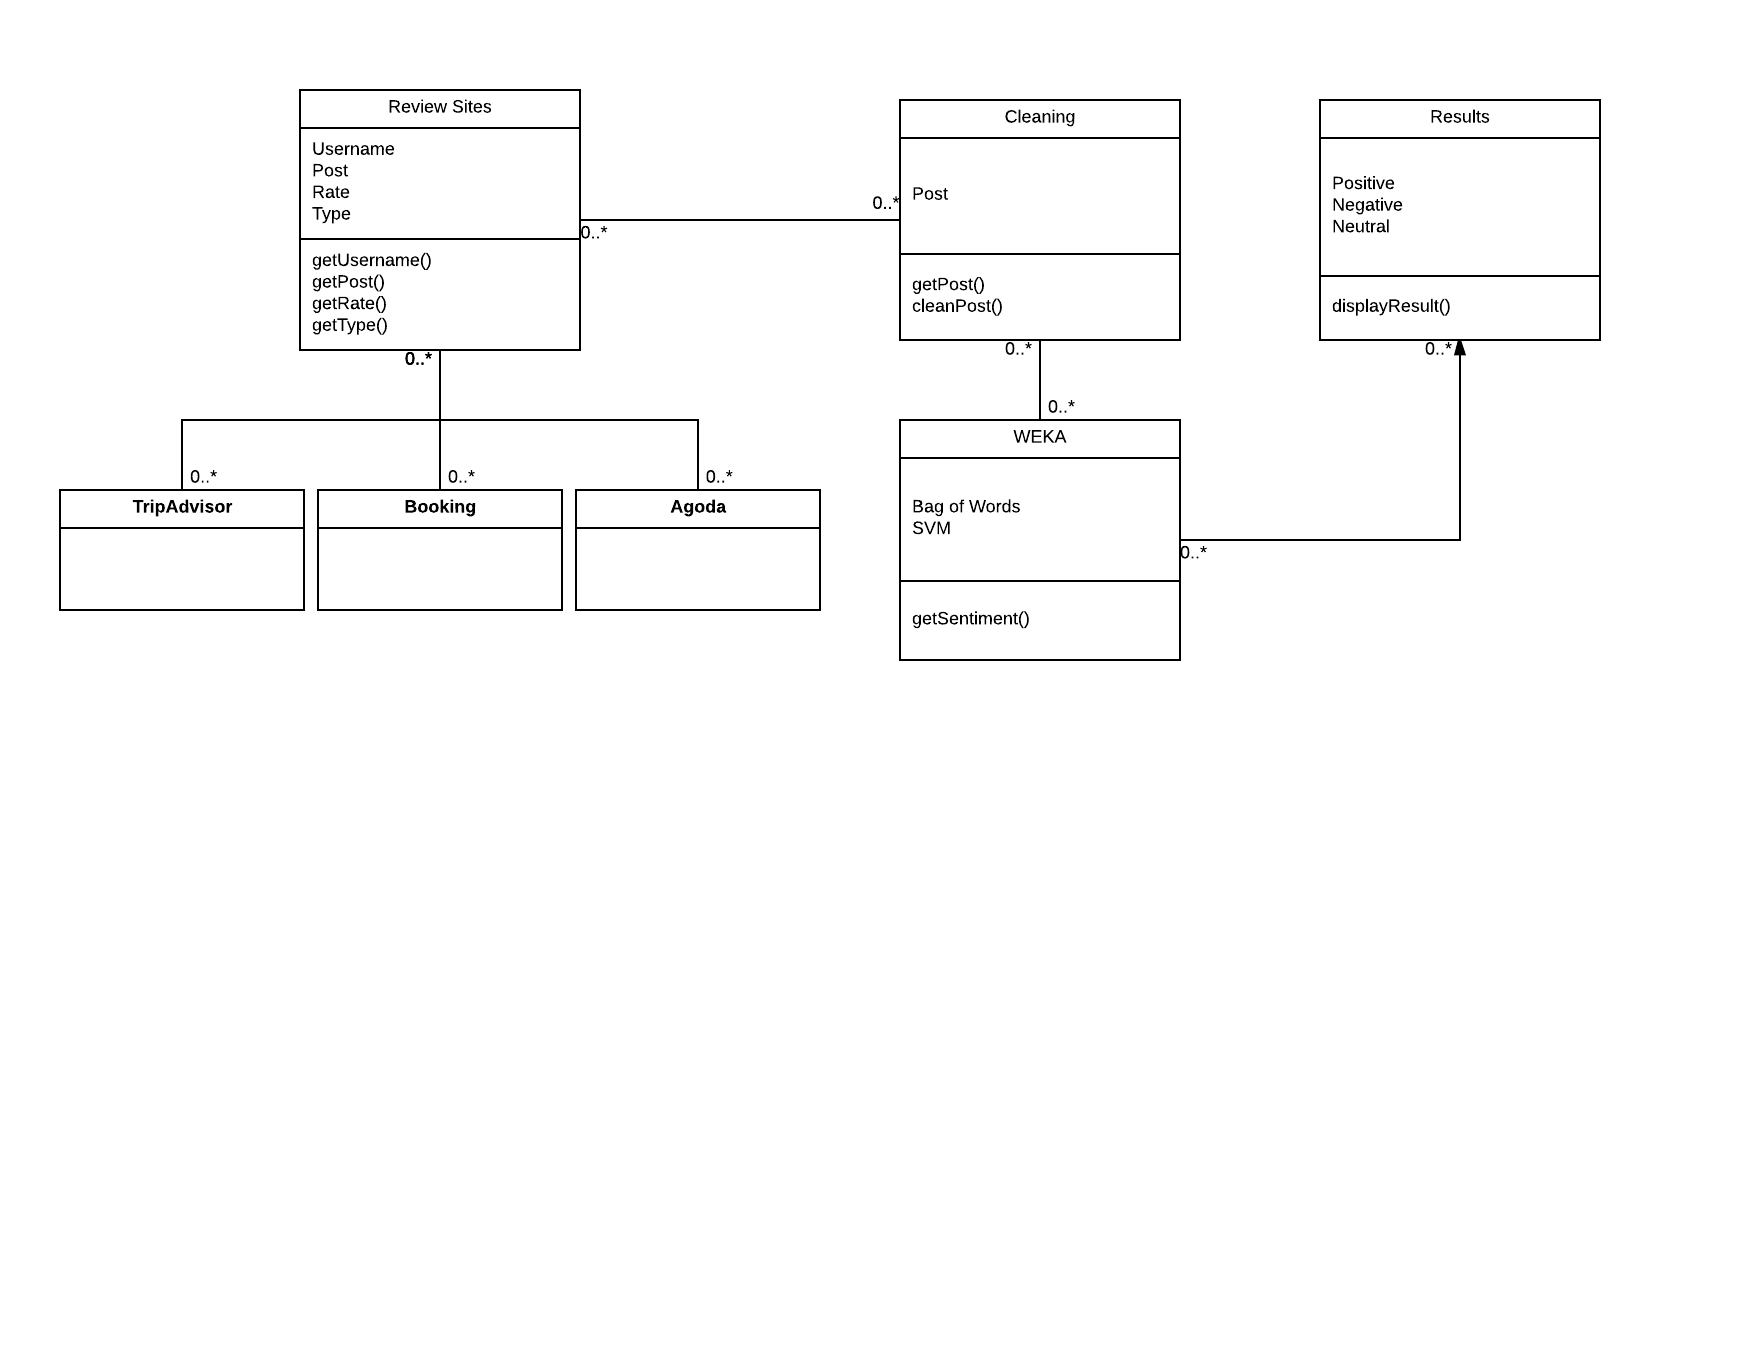 Review Sites
Username
Post
Rate
Type
getUsername()
getPost()
getRate()
getType()
0..*
0..*
0..*
Cleaning
Post
getPost()
cleanPost()
0..*
Results
Positive
Negative
Neutral
displayResult()
0..*
0..*
WEKA
Bag of Words
SVM
getSentiment()
0..*
0..*
TripAdvisor
0..*
Booking
0..*
Agoda